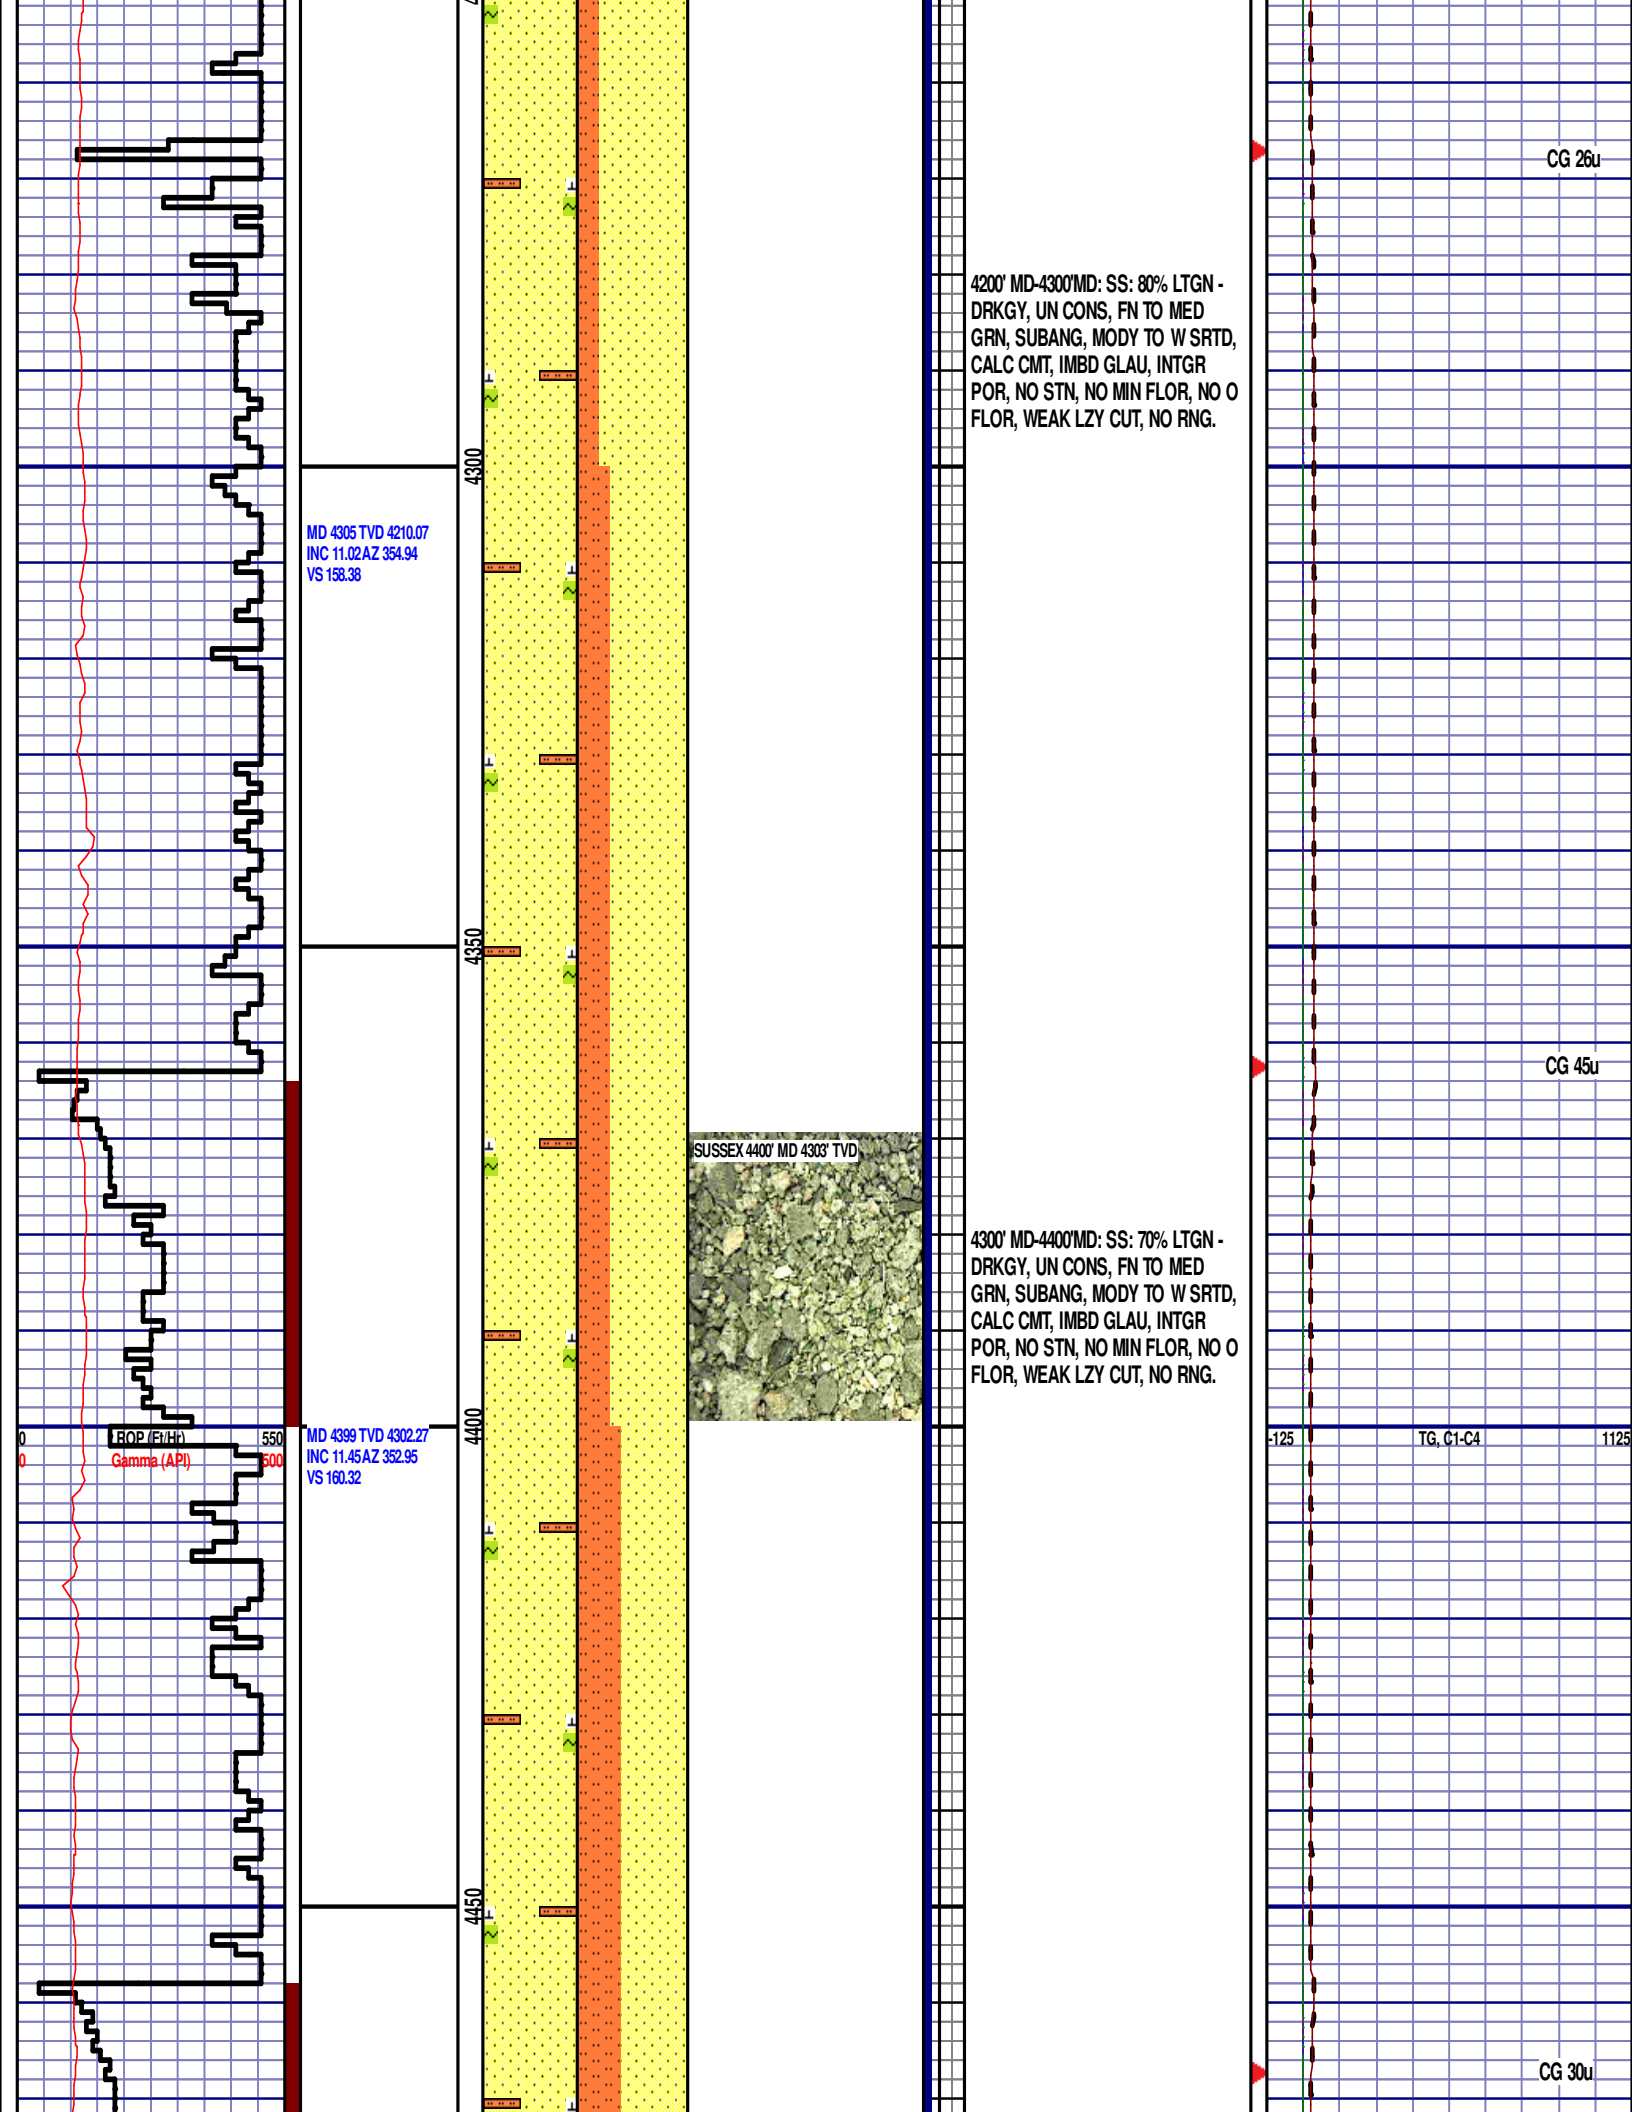 CG 26u
4200' MD-4300'MD: SS: 80% LTGN -
DRKGY, UN CONS, FN TO MED
GRN, SUBANG, MODY TO W SRTD,
CALC CMT, IMBD GLAU, INTGR
POR, NO STN, NO MIN FLOR, NO O
FLOR, WEAK LZY CUT, NO RNG.
4300
MD 4305 TVD 4210.07
INC 11.02 AZ 354.94
VS 158.38
4350
CG 45u
SUSSEX 4400' MD 4303' TVD
4300' MD-4400'MD: SS: 70% LTGN -
DRKGY, UN CONS, FN TO MED
GRN, SUBANG, MODY TO W SRTD,
CALC CMT, IMBD GLAU, INTGR
POR, NO STN, NO MIN FLOR, NO O
FLOR, WEAK LZY CUT, NO RNG.
4400
0 ROP (Ft/Hr) 550
0 Gamma (API) 500
MD 4399 TVD 4302.27
INC 11.45 AZ 352.95
VS 160.32
-125 TG, C1-C4 1125
4450
CG 30u